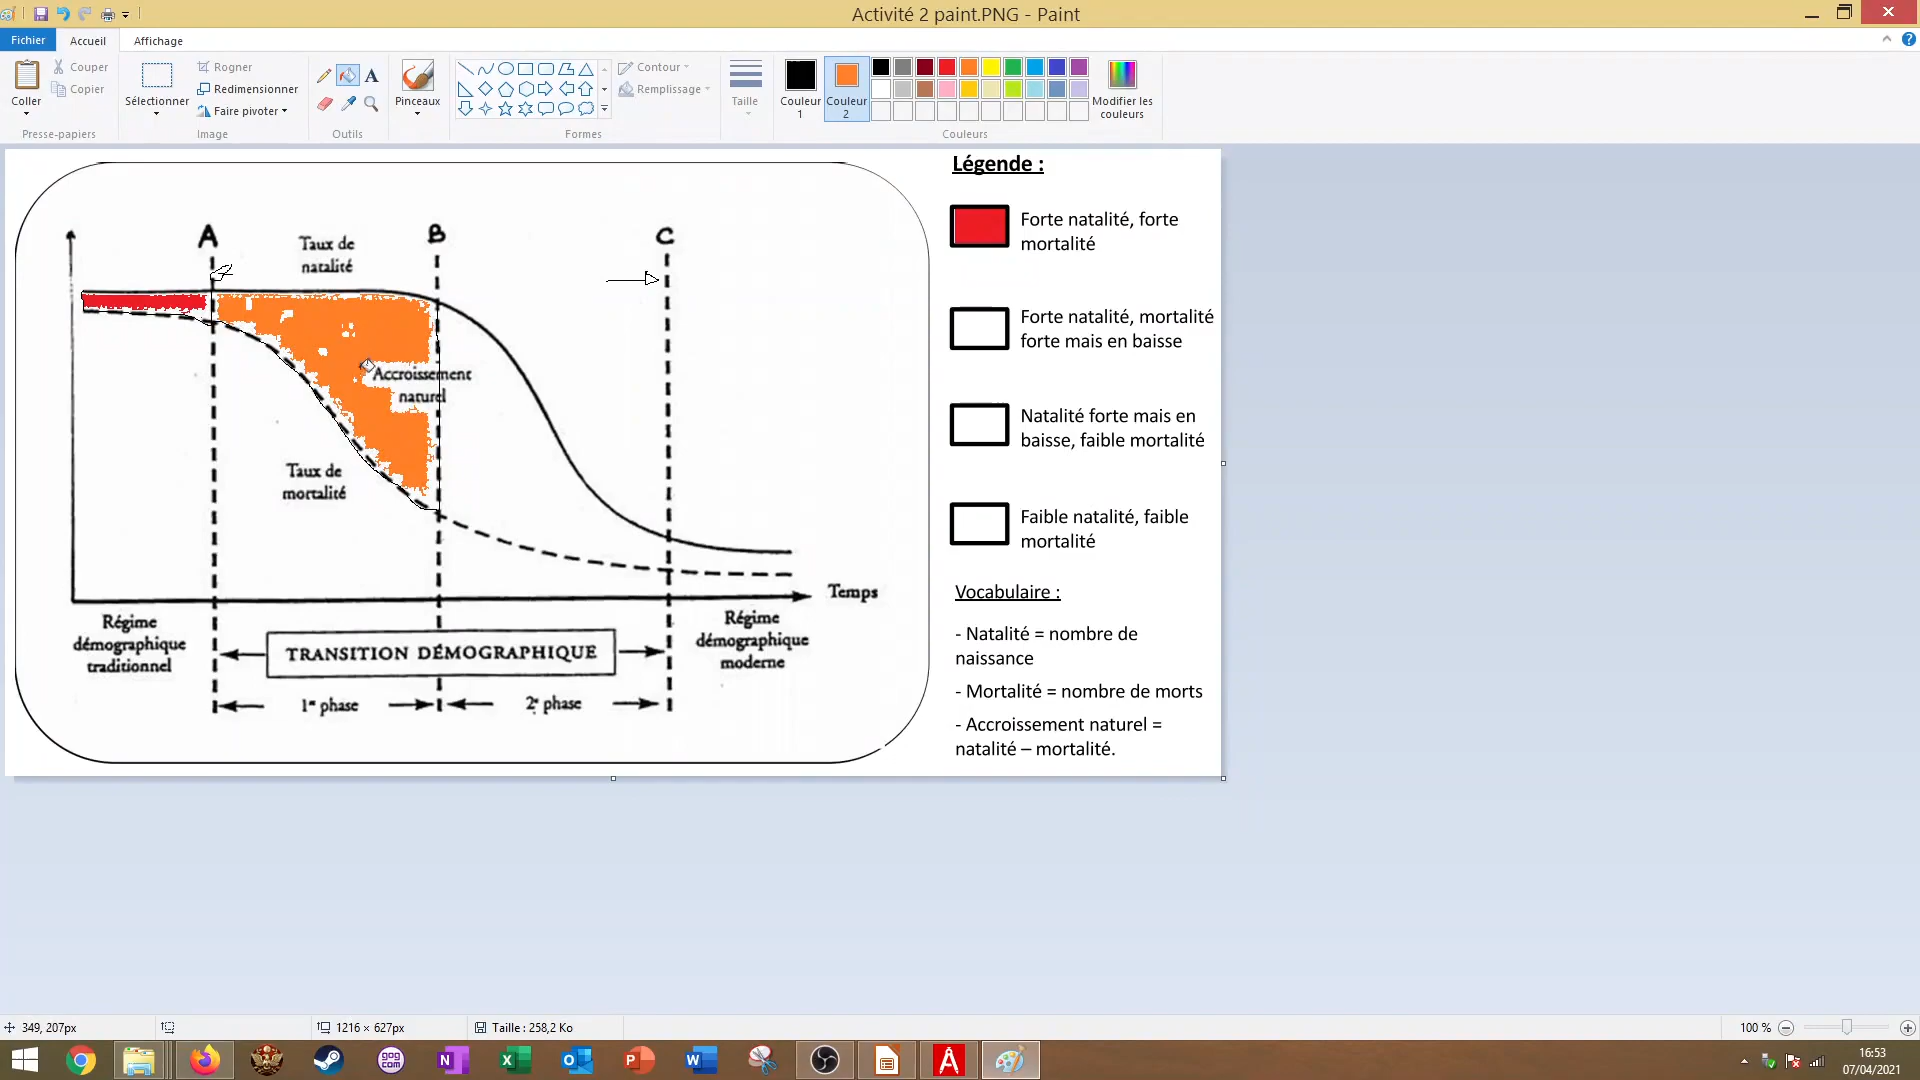 Activité 2 paint.PNG - Paint
Fichier
Accueil
Affichage
Coller
Couper
Copier
Presse-papiers
Sélectionner
Rogner
Redimensionner
Faire pivoter
Image
A
Outils
Pinceaux
Contour
Remplissage
Formes
Taille
Couleur
1
Couleur
2
Modifier les
couleurs
Couleurs
A
Taux de
natalité
B
C
Accroissement
naturel
Taux de
mortalité
Temps
Régime
démographique
traditionnel
TRANSITION DÉMOGRAPHIQUE
Régime
démographique
moderne
1re phase
2e phase
Légende :
Forte natalité, forte
mortalité
Forte natalité, mortalité
forte mais en baisse
Natalité forte mais en
baisse, faible mortalité
Faible natalité, faible
mortalité
Vocabulaire :
- Natalité = nombre de
naissance
- Mortalité = nombre de morts
- Accroissement naturel =
natalité – mortalité.
349, 207px
1216 × 627px
Taille : 258,2 Ko
100 %
gog
com
N
X
O
P
W
A
16:53
07/04/2021